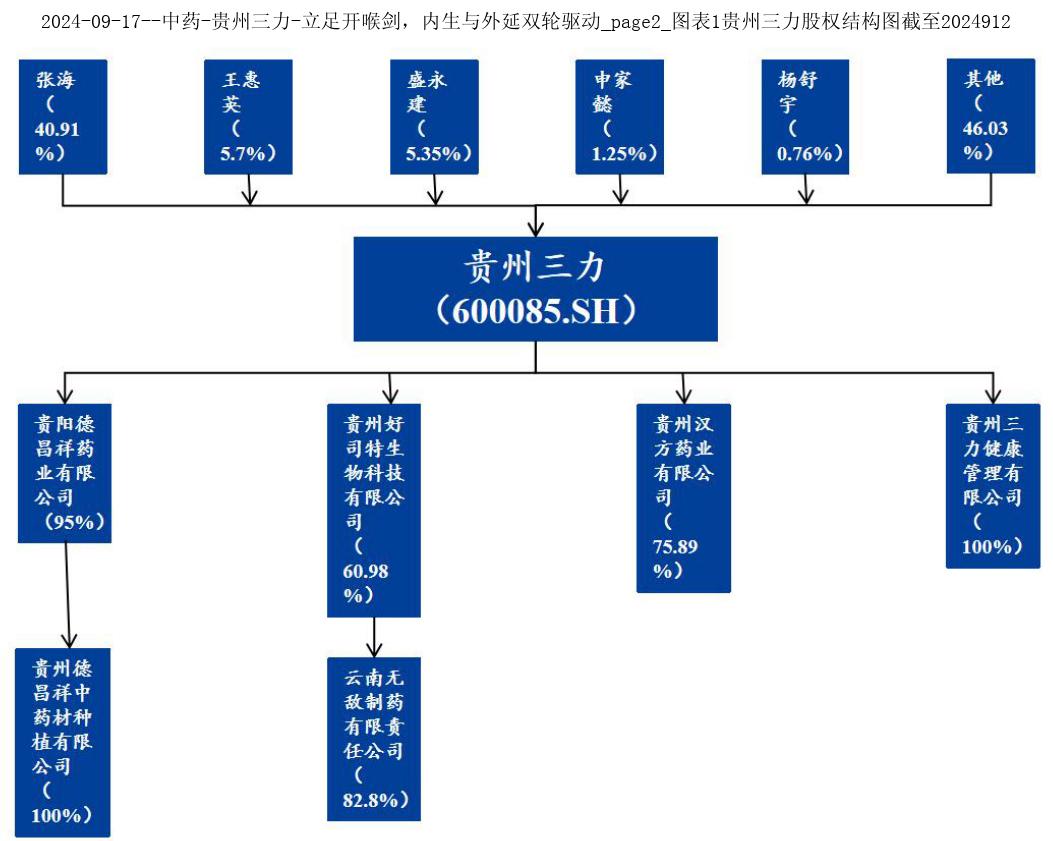 2024-09-17--中药-贵州三力-立足开喉剑，内生与外延双轮驱动_page2_图表1贵州三力股权结构图截至2024912
张海
（
40.91
%）
王惠
英
（
5.7%）
盛永
建
（
5.35%）
申家
懿
（
1.25%）
杨舒
宇
（
0.76%）
其他
（
46.03
%）
贵州三力
（600085.SH）
贵阳德
昌祥药
业有限
公司
（95%）
贵州好
司特生
物科技
有限公
司
（
60.98
%）
贵州汉
方药业
有限公
司
（
75.89
%）
贵州三
力健康
管理有
限公司
（
100%）
贵州德
昌祥中
药材种
植有限
公司
（
100%）
云南无
敌制药
有限责
任公司
（
82.8%）